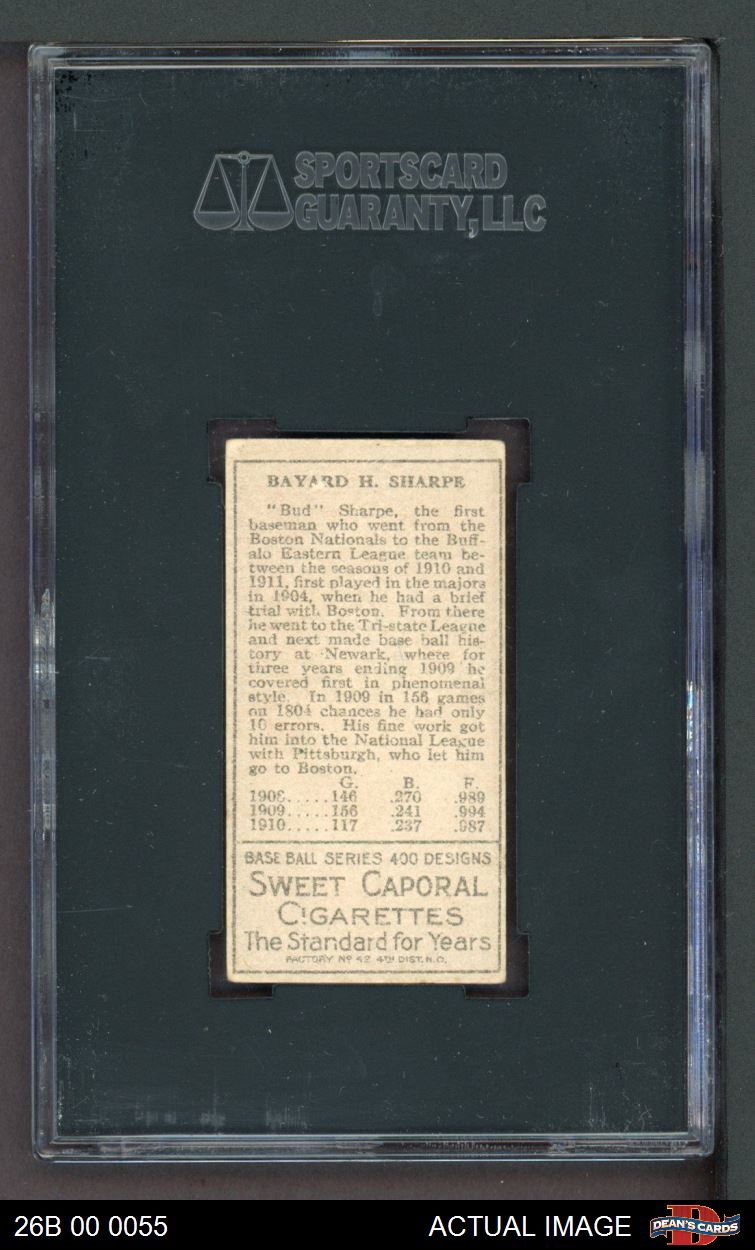 SPORTSCARD
GUARANTY, LLC
BAYARD H. SHARPE
"Bud" Sharpe, the first
baseman who went from the
Boston Nationals to the Buff-
alo Eastern League team be-
tween the seasons of 1910 and
1911, first played in the majors
in 1904, when he had a brief
trial with Boston. From there
he went to the Tri-state League
and next made base ball his-
tory at Newark, where for
three years ending 1909 he
covered first in phenomenal
style. In 1909 in 156 games
on 1804 chances he had only
10 errors. His fine work got
him into the National League
with Pittsburgh, who let him
go to Boston.
G. B. F.
1908.....146 .270 .989
1909.....156 .241 .994
1910.....117 .237 .987
BASE BALL SERIES 400 DESIGNS
SWEET CAPORAL
CIGARETTES
The Standard for Years
FACTORY Nº 42 4TH DIST. N.C.
26B 00 0055
ACTUAL IMAGE
DEAN'S CARDS